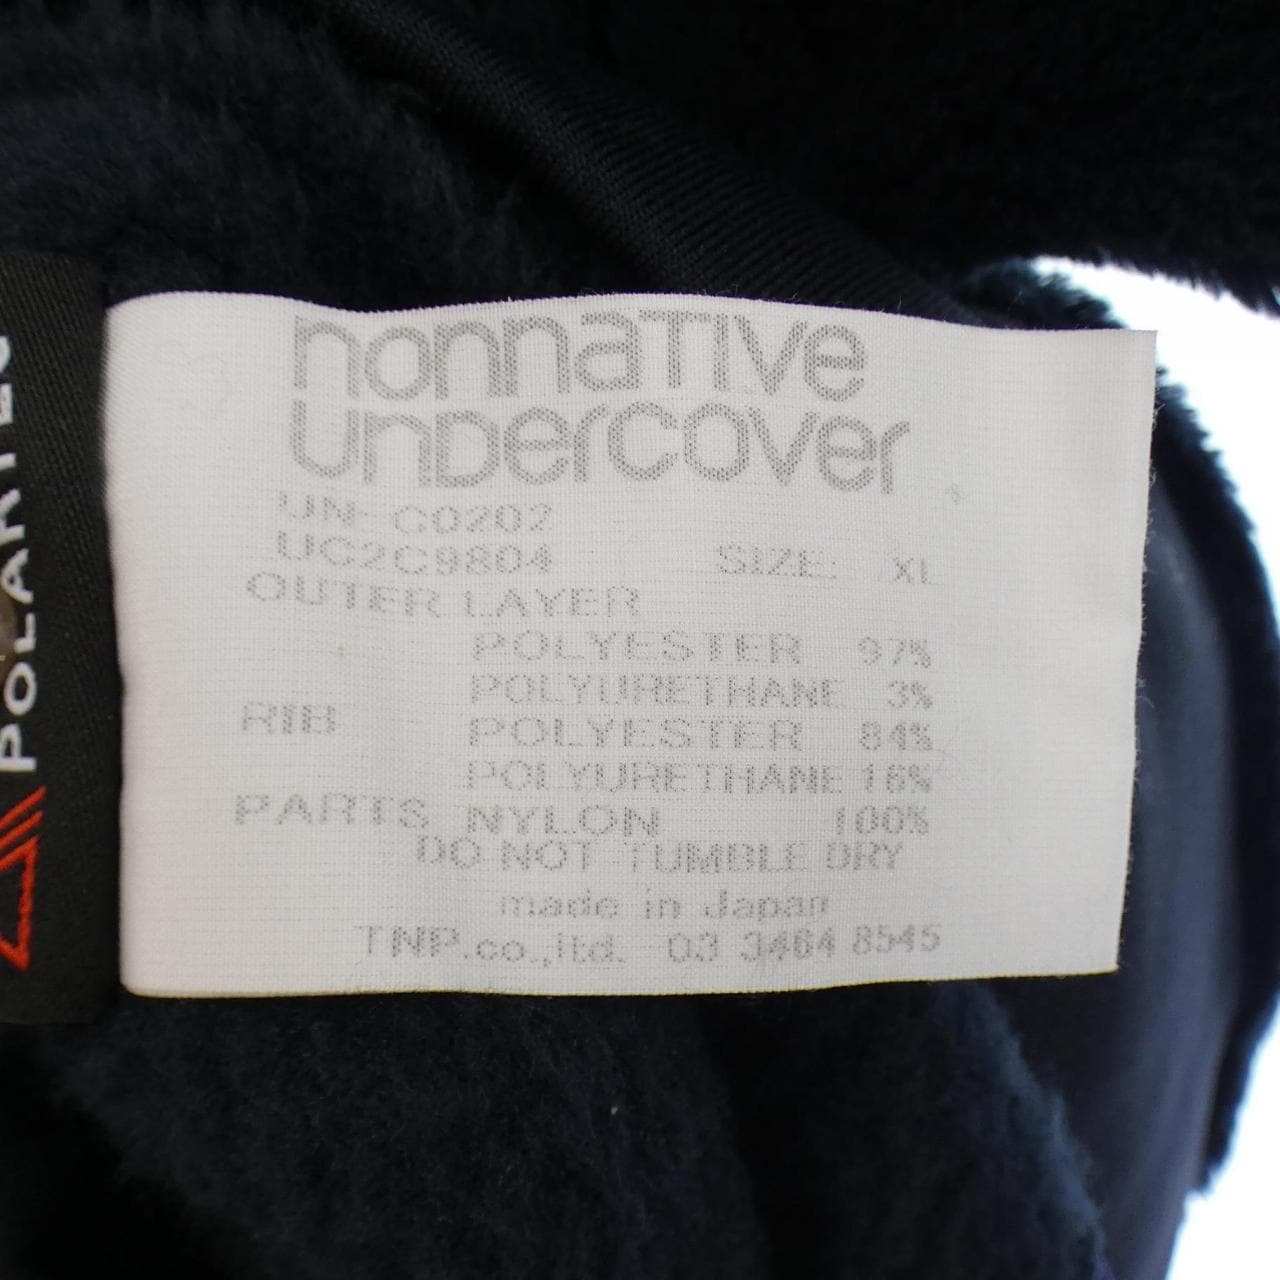 nonnative
UNDERCOVER
UN-C0202
UC2C9804 SIZE: XL
OUTER LAYER
POLYESTER 97%
POLYURETHANE 3%
RIB POLYESTER 84%
POLYURETHANE 16%
PARTS NYLON 100%
DO NOT TUMBLE DRY
made in Japan
TNP.co.,ltd. 03 3464 8545
POLARTEC